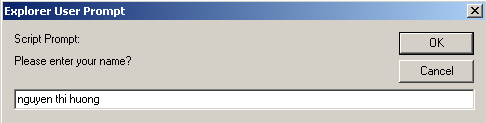 Explorer User Prompt
Script Prompt:
OK
Please enter your name?
Cancel
nguyen thi huong